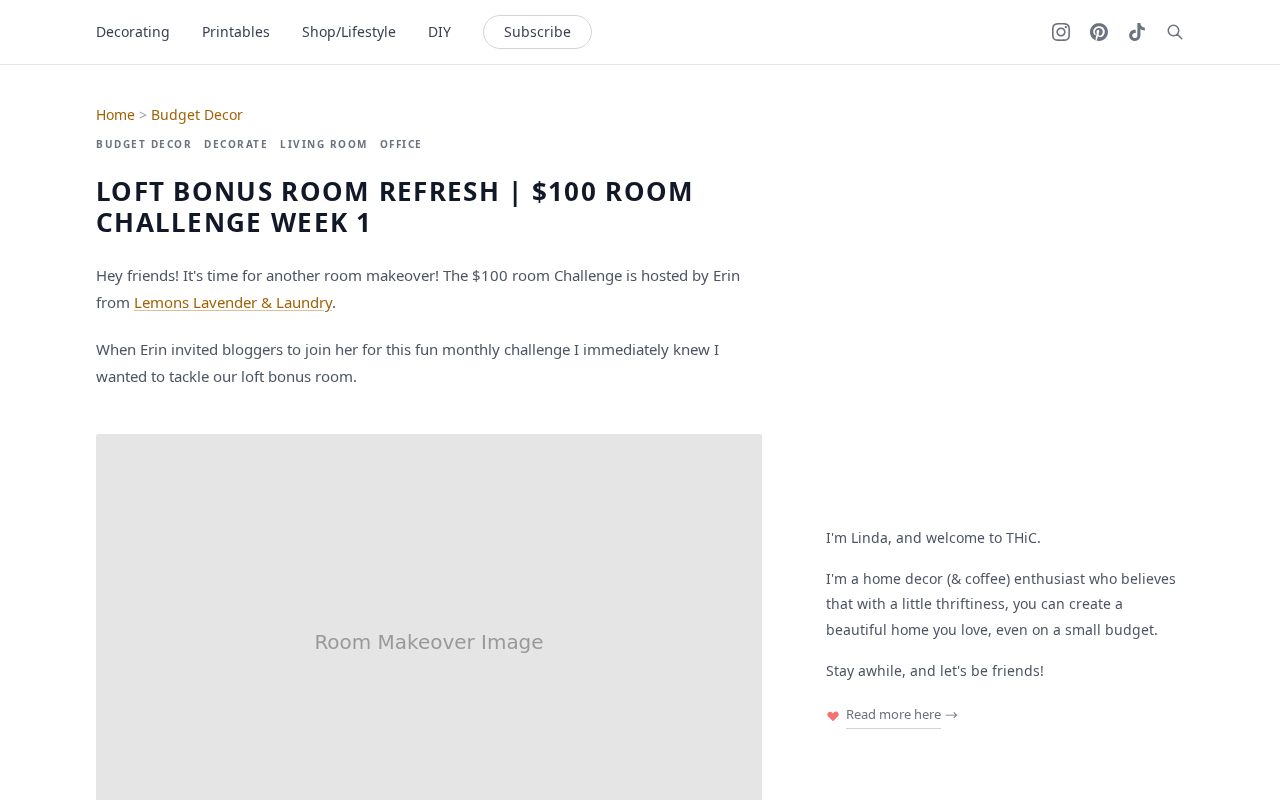 Decorating Printables Shop/Lifestyle DIY Subscribe
Home > Budget Decor
BUDGET DECOR DECORATE LIVING ROOM OFFICE
LOFT BONUS ROOM REFRESH | $100 ROOM
CHALLENGE WEEK 1
Hey friends! It's time for another room makeover! The $100 room Challenge is hosted by Erin
from Lemons Lavender & Laundry.
When Erin invited bloggers to join her for this fun monthly challenge I immediately knew I
wanted to tackle our loft bonus room.
Room Makeover Image
I'm Linda, and welcome to THiC.
I'm a home decor (& coffee) enthusiast who believes
that with a little thriftiness, you can create a
beautiful home you love, even on a small budget.
Stay awhile, and let's be friends!
Read more here →